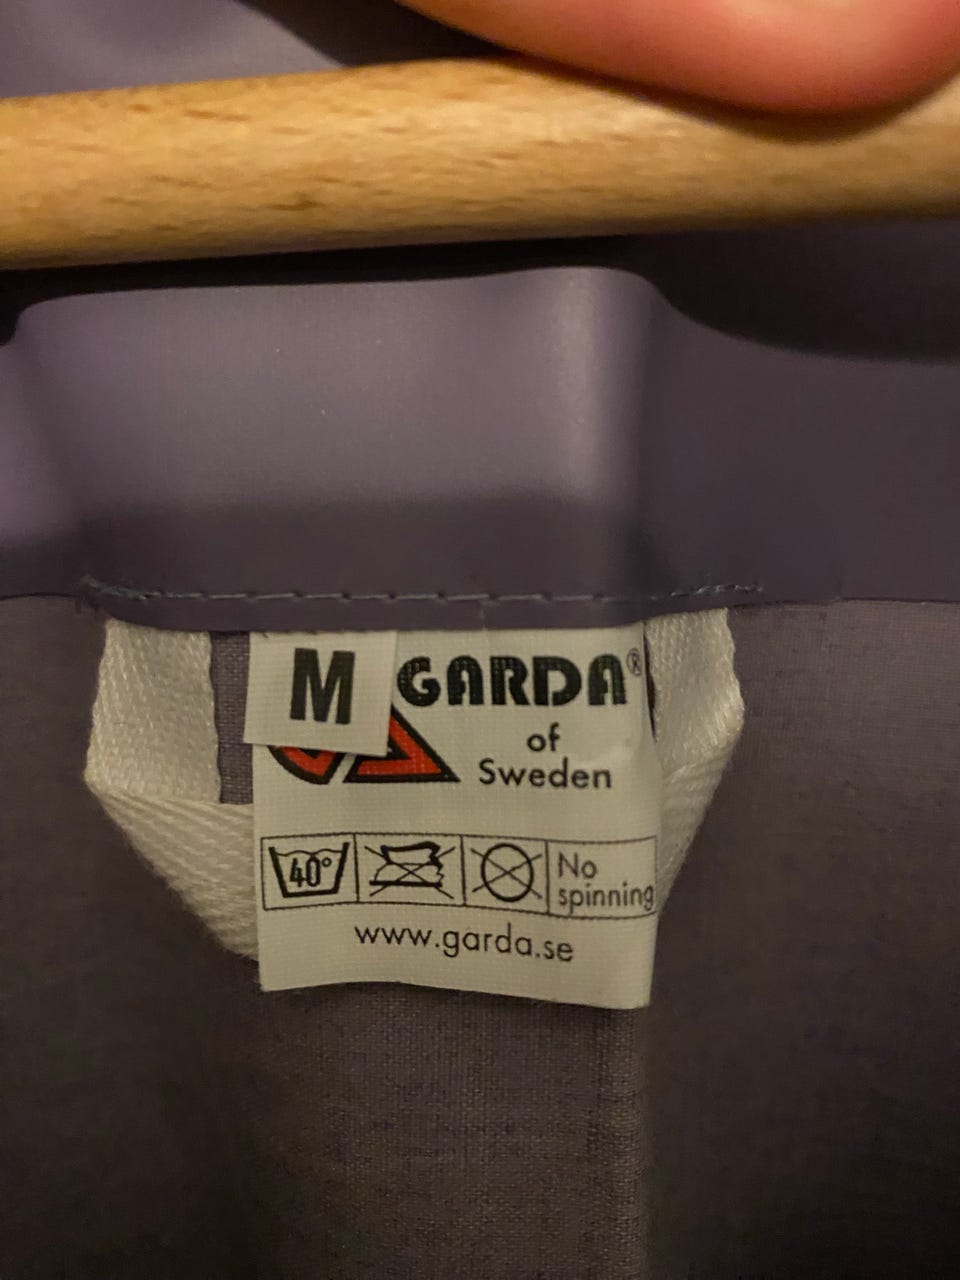 M
GARDA®
of
Sweden
40°
No
spinning
www.garda.se